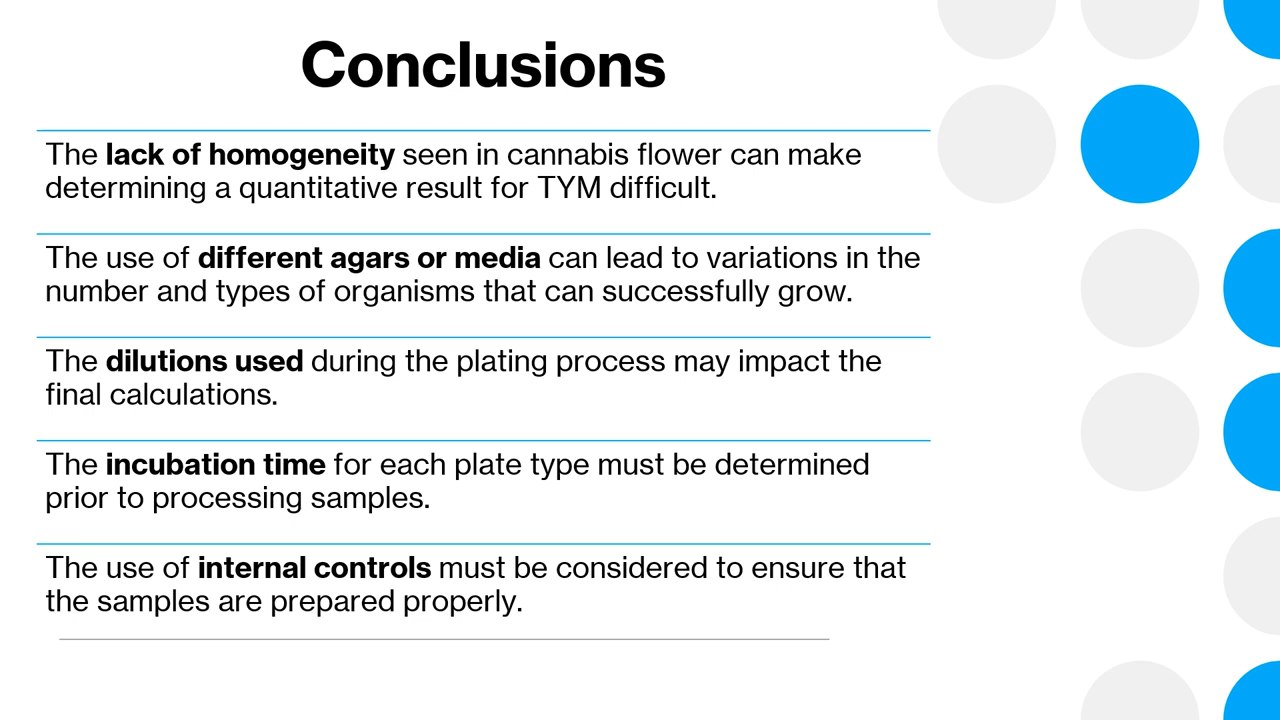 Conclusions
The lack of homogeneity seen in cannabis flower can make
determining a quantitative result for TYM difficult.
The use of different agars or media can lead to variations in the
number and types of organisms that can successfully grow.
The dilutions used during the plating process may impact the
final calculations.
The incubation time for each plate type must be determined
prior to processing samples.
The use of internal controls must be considered to ensure that
the samples are prepared properly.